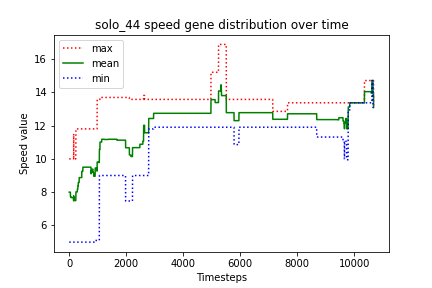 solo_44 speed gene distribution over time
max
mean
min
Speed value
16
14
12
10
8
6
0
2000
4000
6000
8000
10000
Timesteps